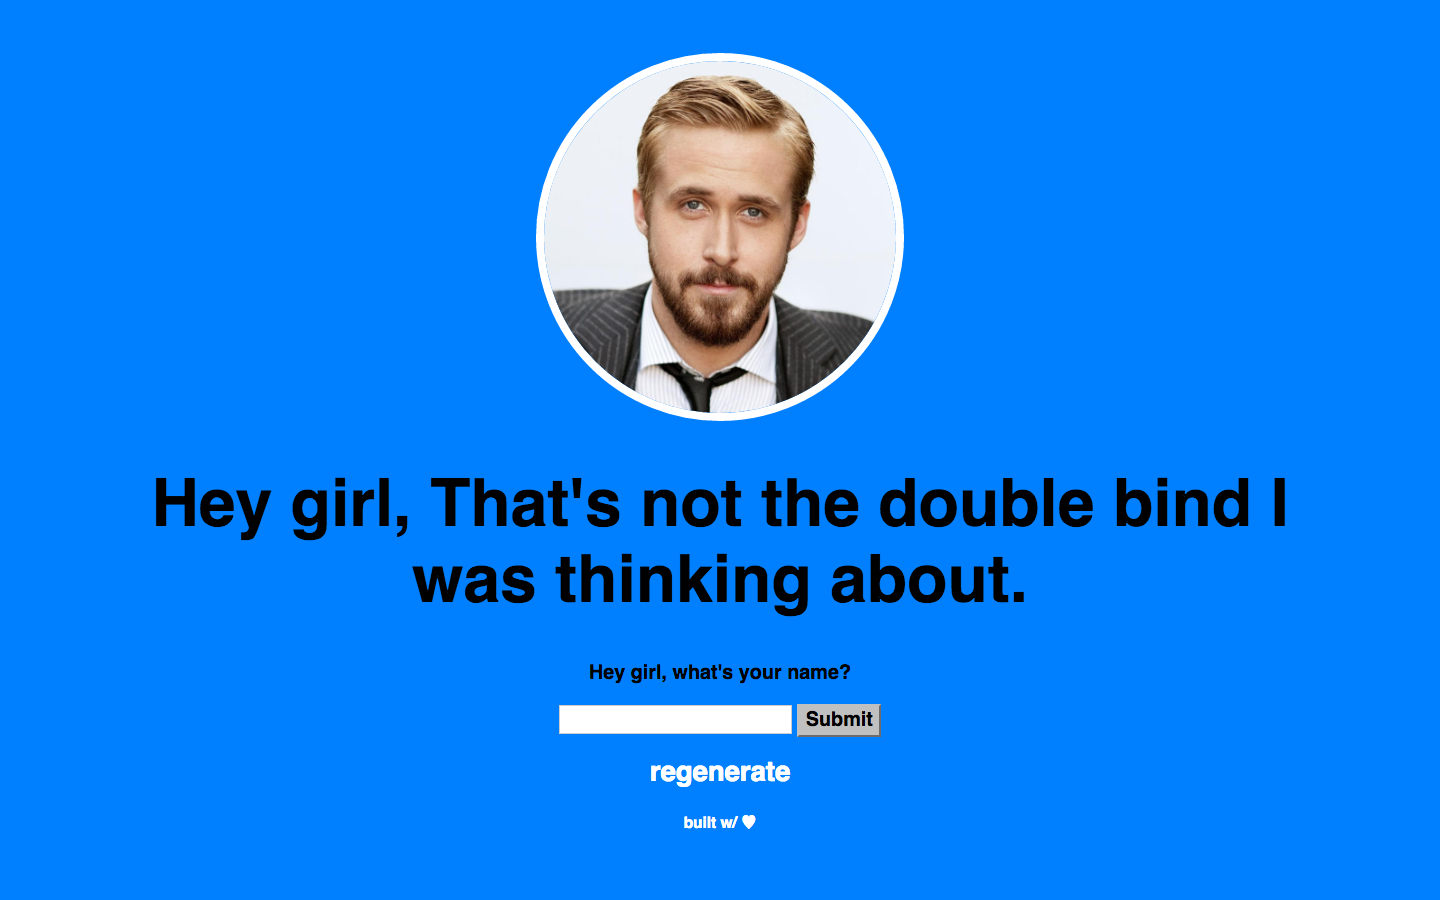 Hey girl, That's not the double bind I
was thinking about.
Hey girl, what's your name?
Submit
regenerate
built w/ ♥